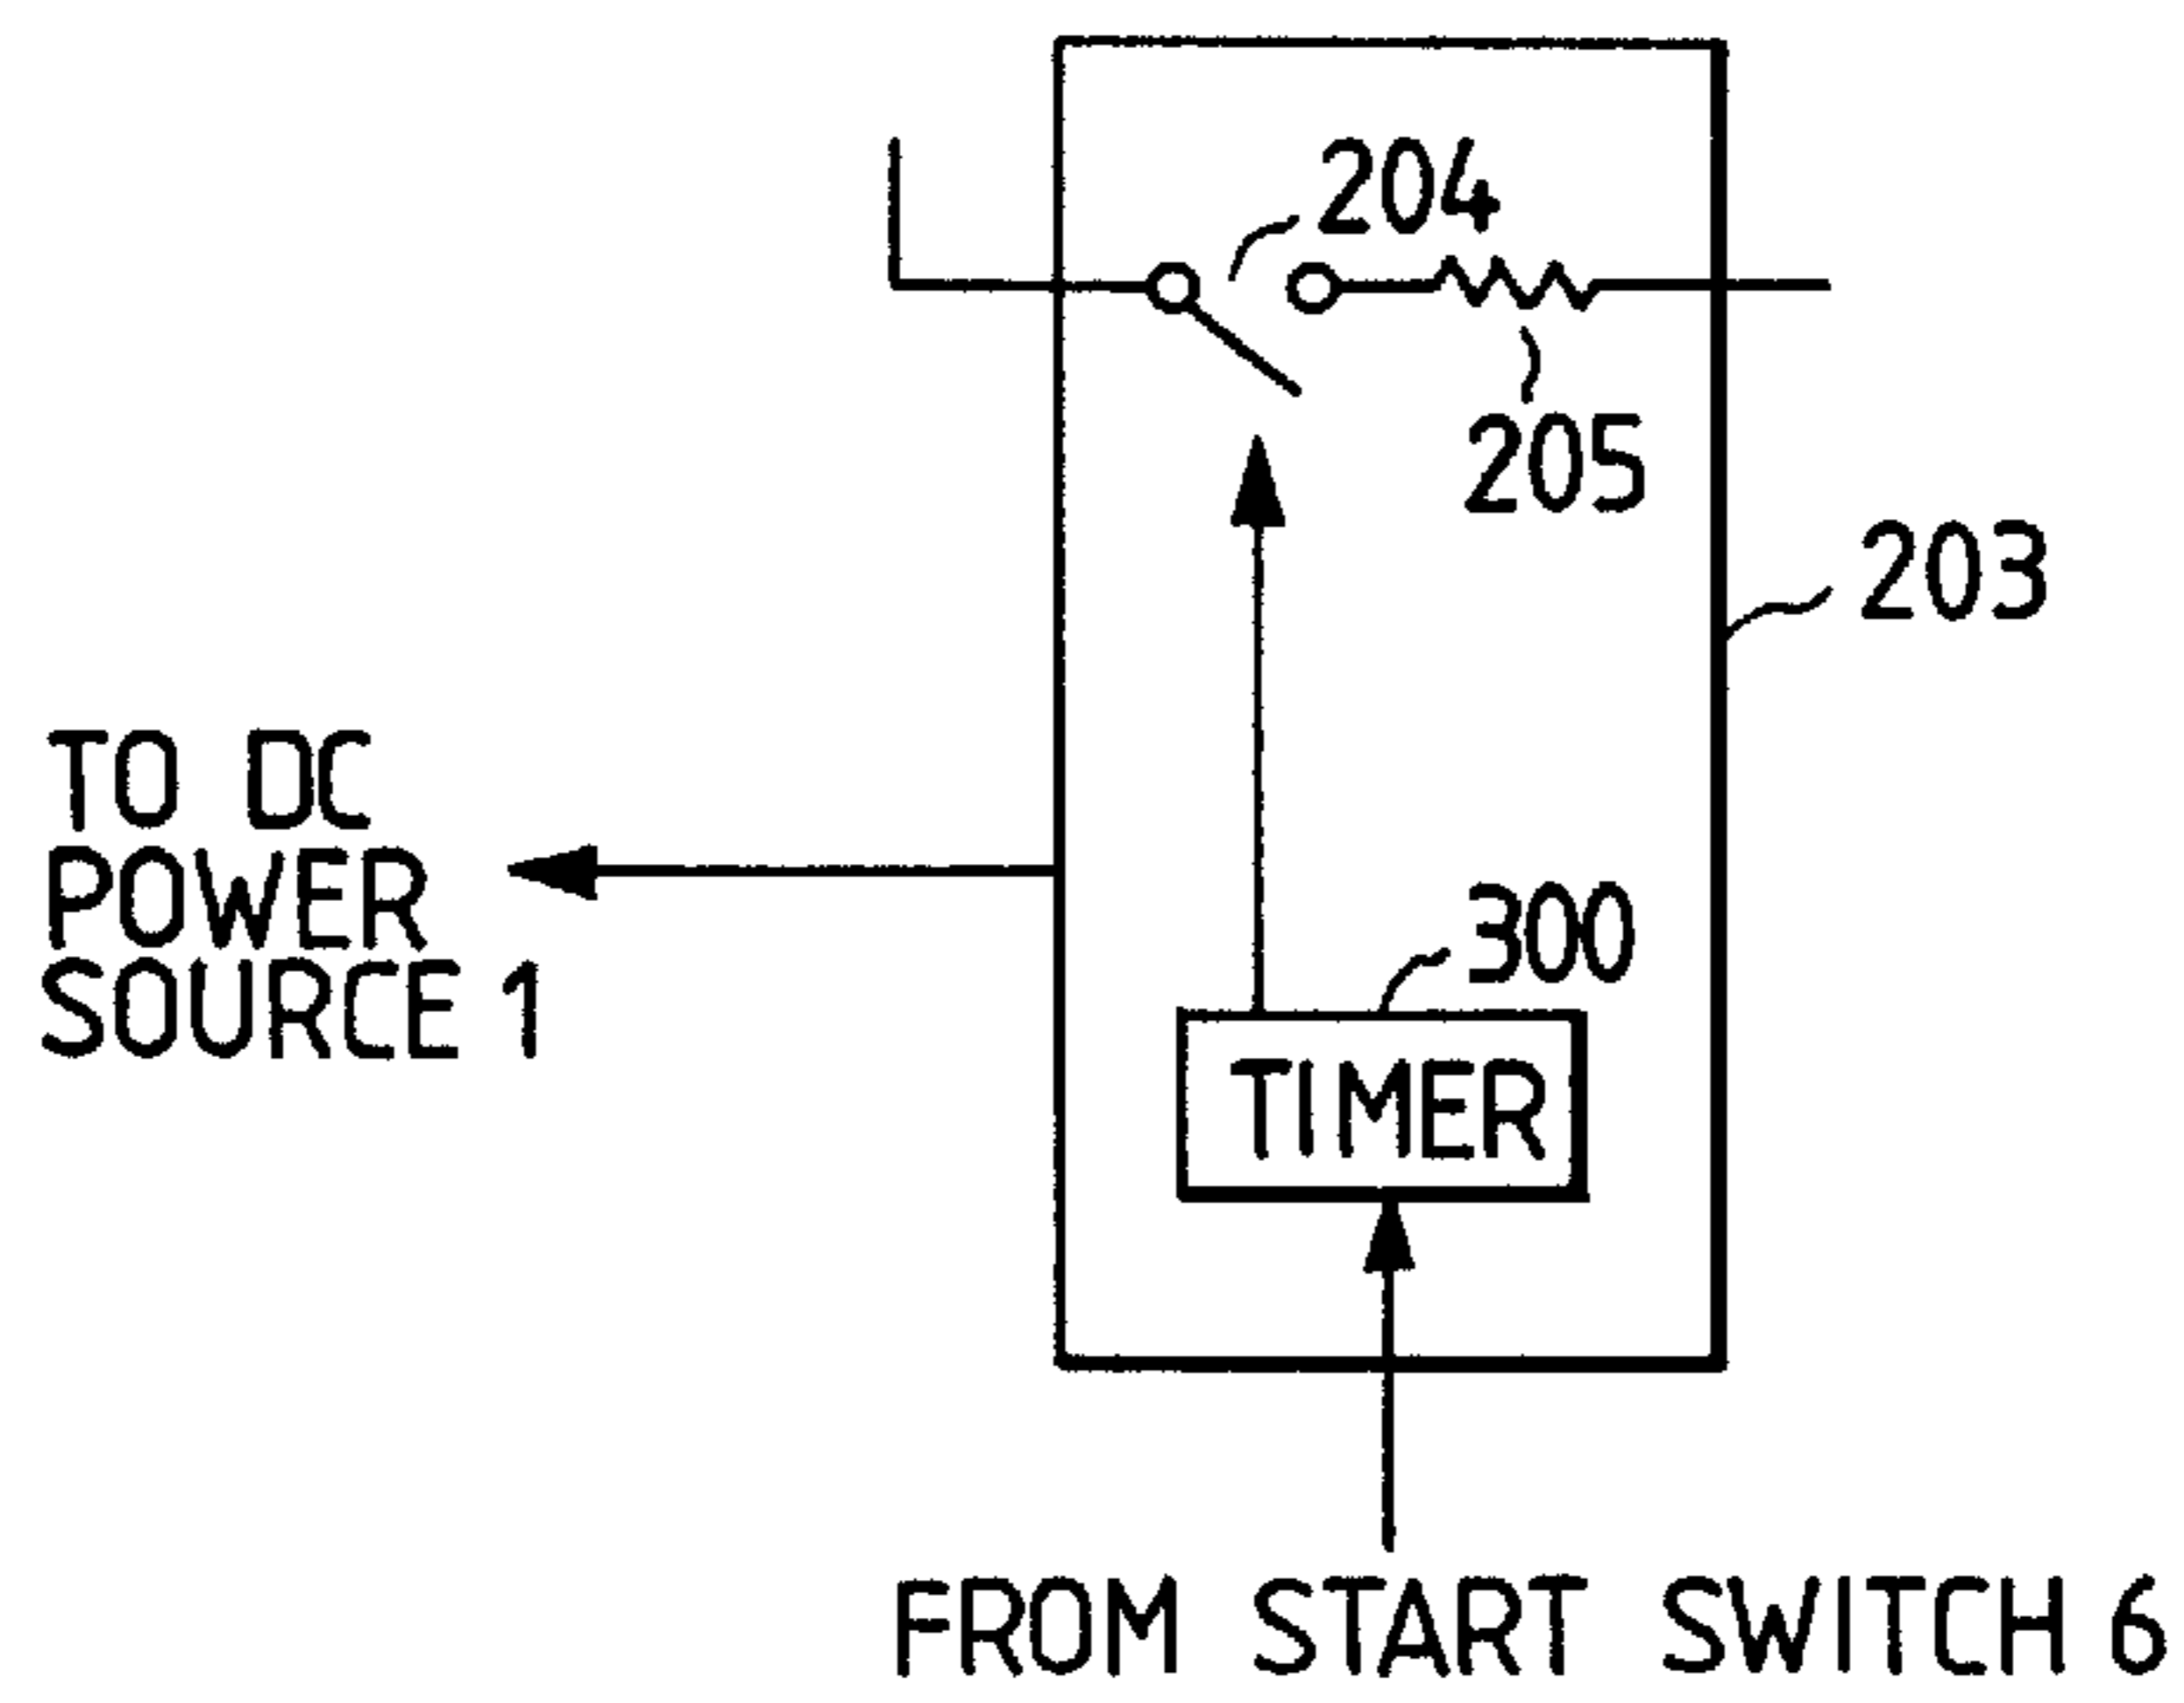 204
205
203
TO DC
POWER
SOURCE 1
300
TIMER
FROM START SWITCH 6